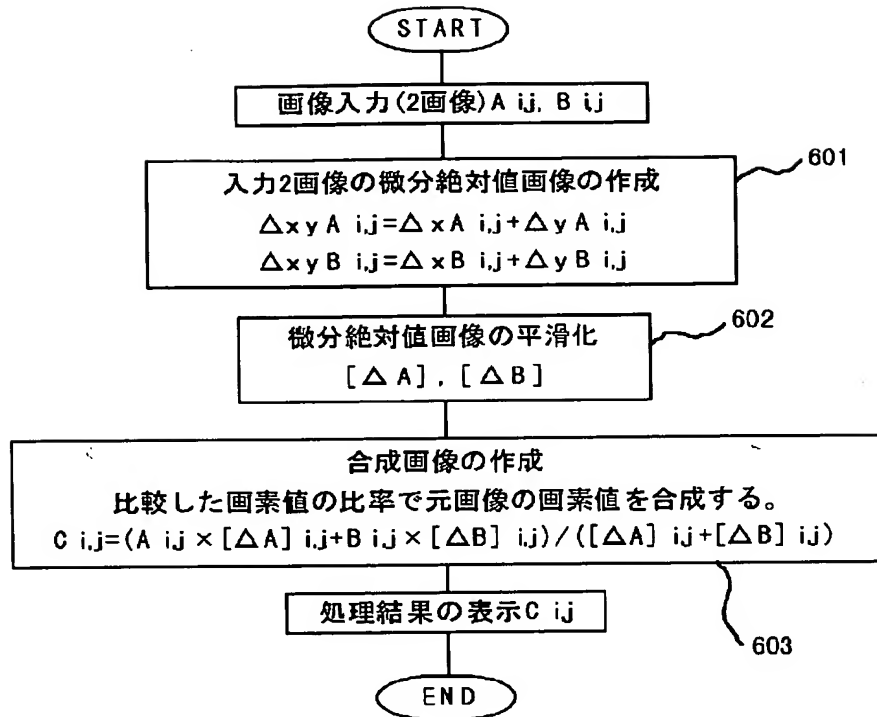 START
画像入力(2画像)A i,j, B i,j
入力2画像の微分絶対値画像の作成
△xyA i,j=△xA i,j+△yA i,j
△xyB i,j=△xB i,j+△yB i,j
601
微分絶対値画像の平滑化
[△A],[△B]
602
合成画像の作成
比較した画素値の比率で元画像の画素値を合成する。
C i,j=(A i,j×[△A] i,j+B i,j×[△B] i,j)/([△A] i,j+[△B] i,j)
処理結果の表示C i,j
603
END